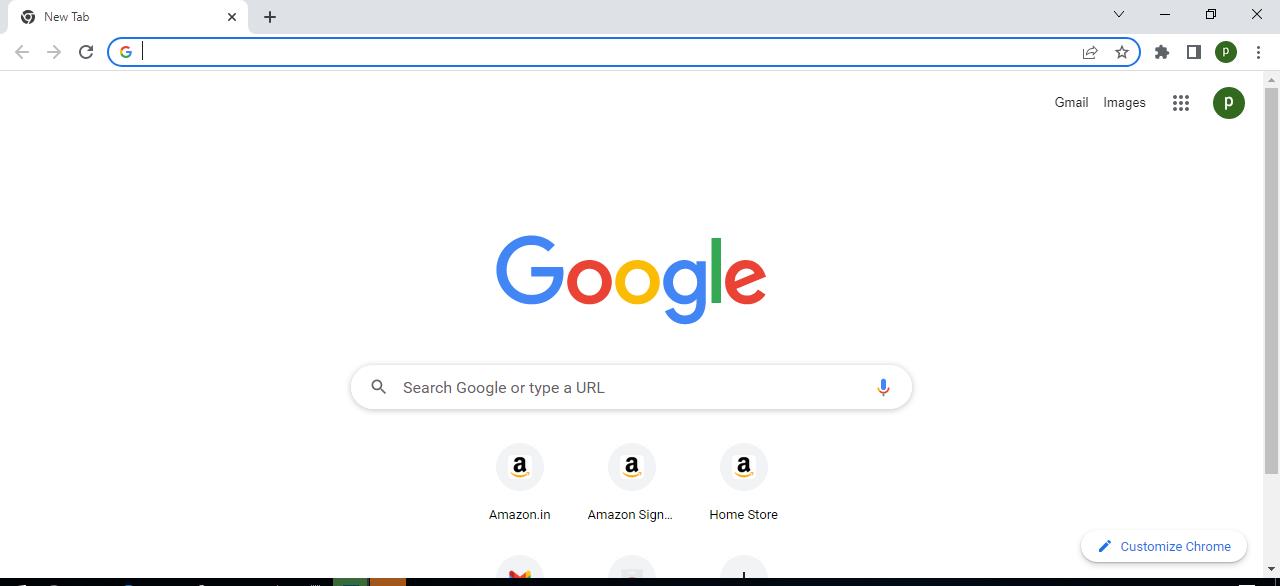 New Tab
Gmail Images
p
p
Google
Search Google or type a URL
a a a
Amazon.in Amazon Sign... Home Store
Customize Chrome